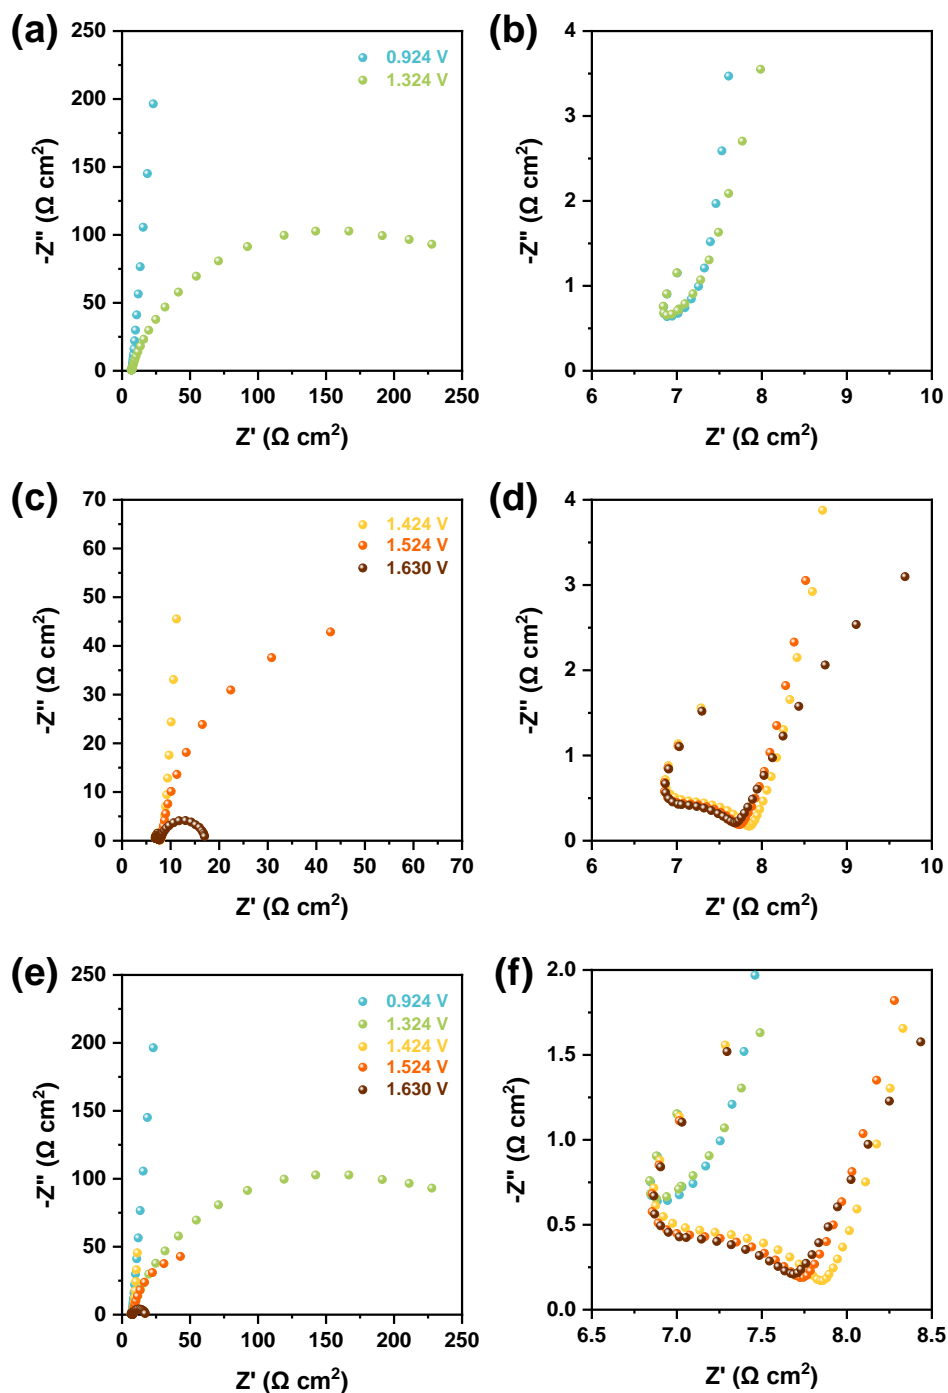 (a)
250
200
150
100
50
0
0 50 100 150 200 250
-Z'' (Ω cm²)
Z' (Ω cm²)
0.924 V
1.324 V
(b)
4
3
2
1
0
6 7 8 9 10
-Z'' (Ω cm²)
Z' (Ω cm²)
(c)
70
60
50
40
30
20
10
0
0 10 20 30 40 50 60 70
-Z'' (Ω cm²)
Z' (Ω cm²)
1.424 V
1.524 V
1.630 V
(d)
4
3
2
1
0
6 7 8 9 10
-Z'' (Ω cm²)
Z' (Ω cm²)
(e)
250
200
150
100
50
0
0 50 100 150 200 250
-Z'' (Ω cm²)
Z' (Ω cm²)
0.924 V
1.324 V
1.424 V
1.524 V
1.630 V
(f)
2.0
1.5
1.0
0.5
0.0
6.5 7.0 7.5 8.0 8.5
-Z'' (Ω cm²)
Z' (Ω cm²)